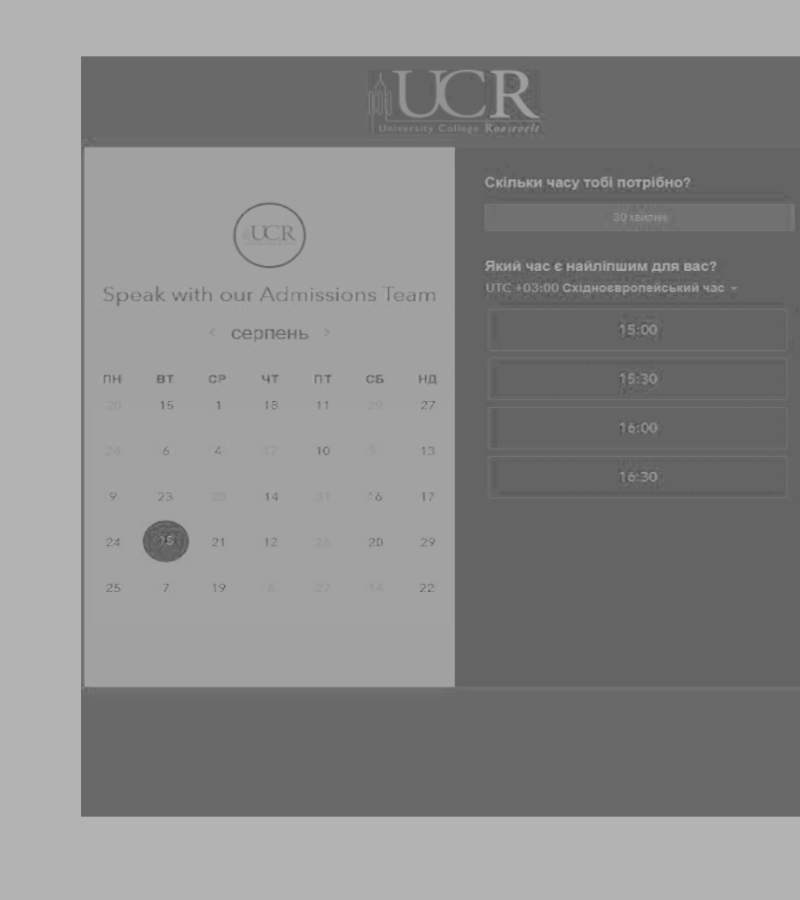 UCR
University College Roosevelt
UCR
Speak with our Admissions Team
< серпень >
ПН ВТ СР ЧТ ПТ СБ НД
20 15 1 18 11 29 27
6 4 17 10 13
9 23 14 31 16 17
24 15 21 12 26 20 29
25 7 19 6 27 14 22
Скільки часу тобі потрібно?
30 хвилин
Який час є найліпшим для вас?
UTC +03:00 Східноєвропейський час
15:00
15:30
16:00
16:30